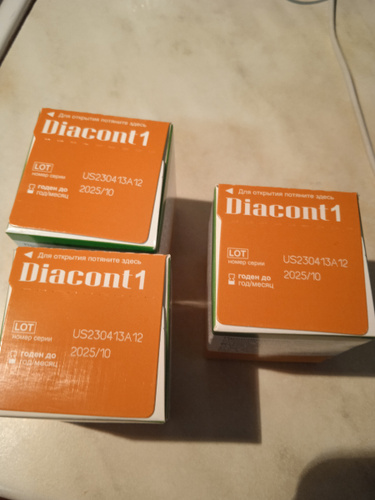 Для открытия потяните здесь
Diacont1
LOT
номер серии
US230413A12
годен до
год/месяц
2025/10
Для открытия потяните здесь
Diacont1
LOT
номер серии
US230413A12
годен до
год/месяц
2025/10
Для открытия потяните здесь
Diacont1
LOT
номер серии
US230413A12
годен до
год/месяц
2025/10